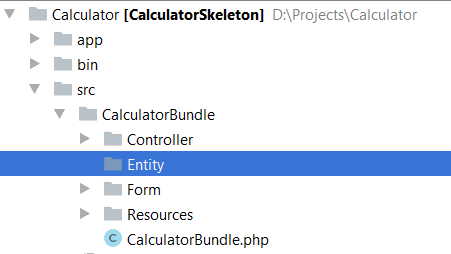 Calculator [CalculatorSkeleton] D:\Projects\Calculator
app
bin
src
CalculatorBundle
Controller
Entity
Form
Resources
C CalculatorBundle.php